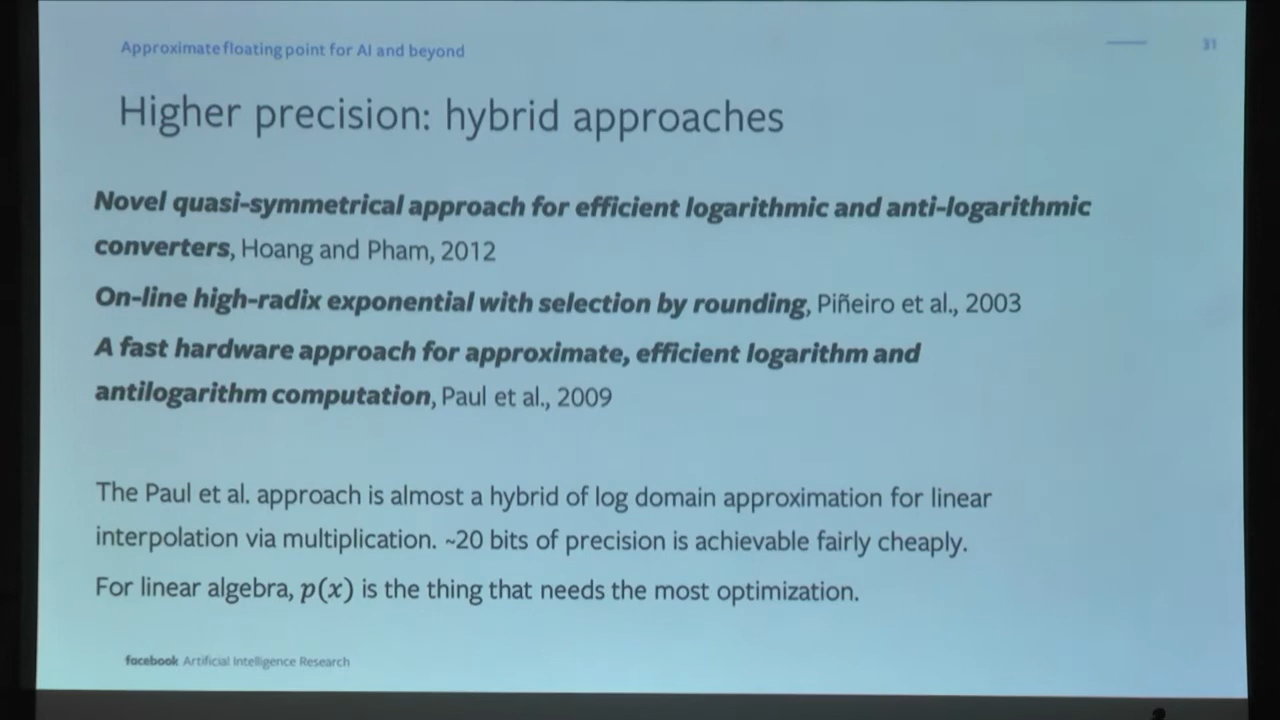 Approximate floating point for AI and beyond
31
Higher precision: hybrid approaches
Novel quasi-symmetrical approach for efficient logarithmic and anti-logarithmic
converters, Hoang and Pham, 2012
On-line high-radix exponential with selection by rounding, Piñeiro et al., 2003
A fast hardware approach for approximate, efficient logarithm and
antilogarithm computation, Paul et al., 2009
The Paul et al. approach is almost a hybrid of log domain approximation for linear
interpolation via multiplication. ~20 bits of precision is achievable fairly cheaply.
For linear algebra, p(x) is the thing that needs the most optimization.
facebook Artificial Intelligence Research